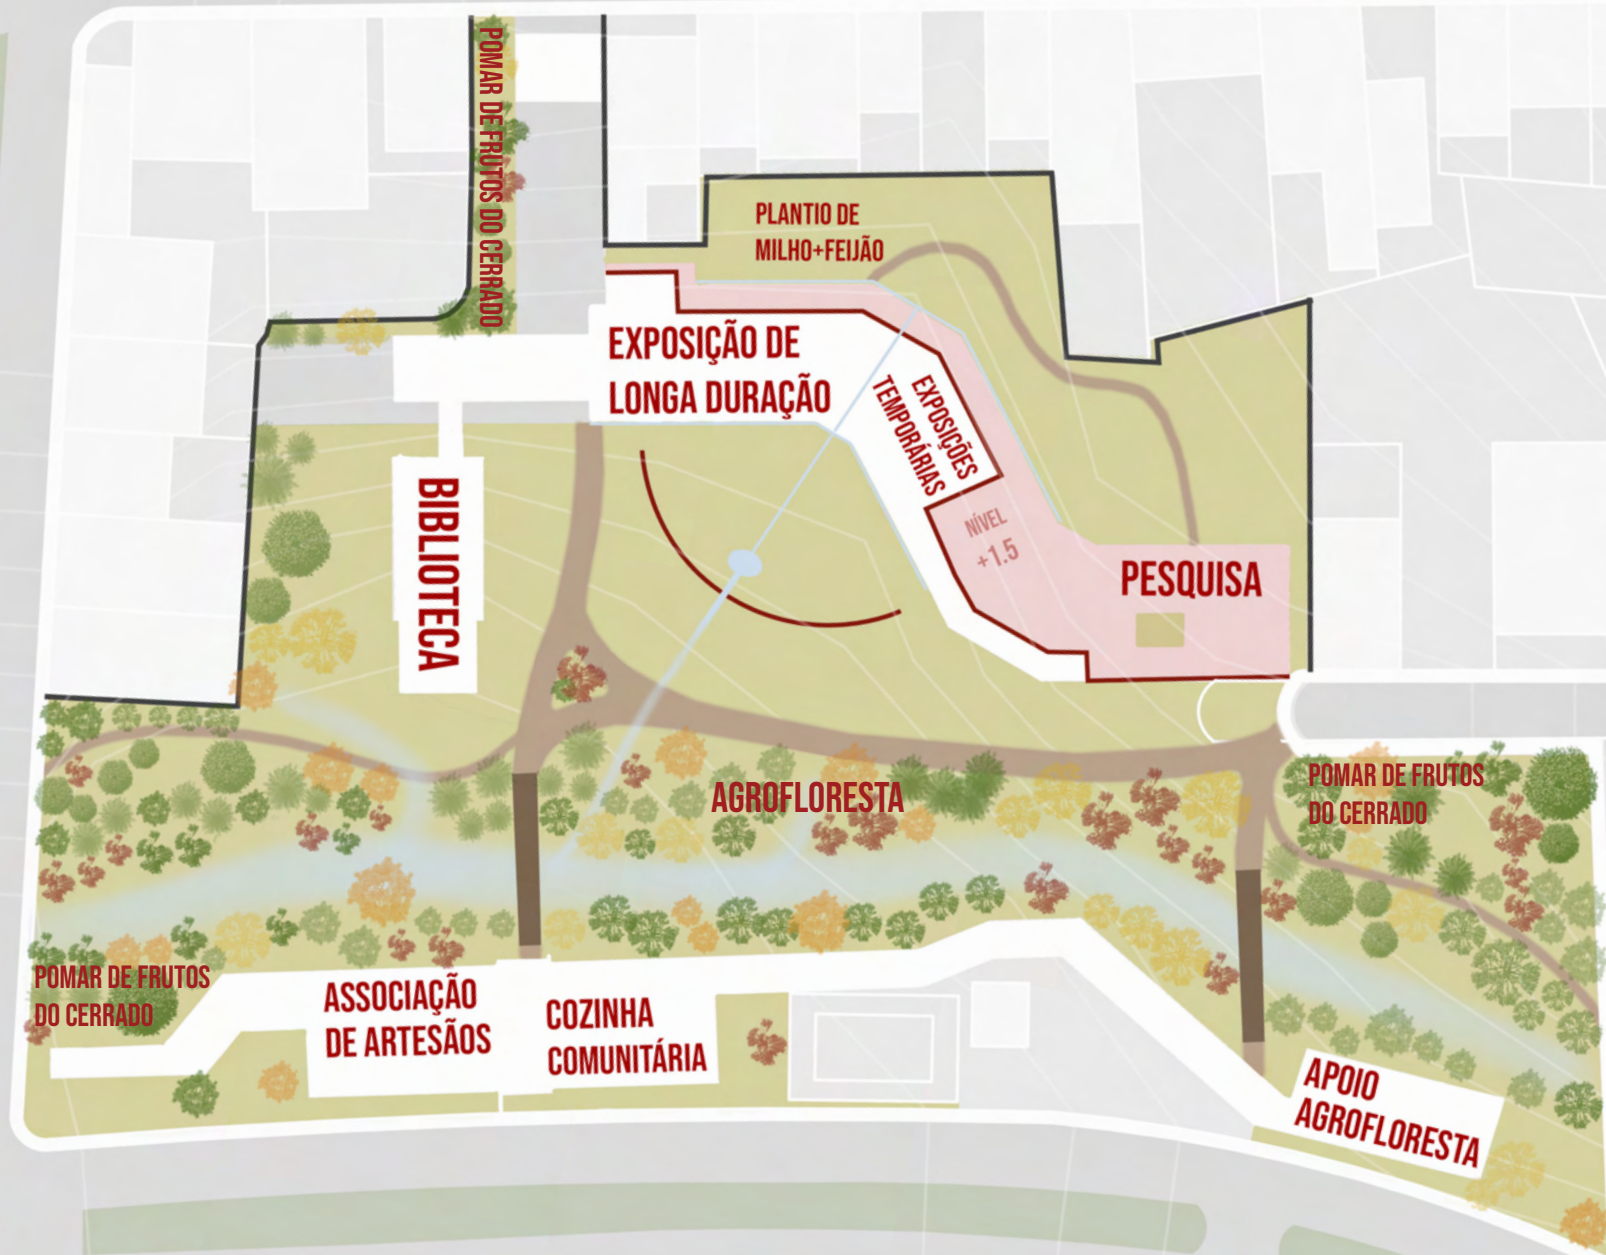 POMAR DE FRUTOS DO CERRADO
PLANTIO DE
MILHO+FEIJÃO
EXPOSIÇÃO DE
LONGA DURAÇÃO
EXPOSIÇÕES
TEMPORÁRIAS
NÍVEL
+1.5
PESQUISA
BIBLIOTECA
AGROFLORESTA
POMAR DE FRUTOS
DO CERRADO
POMAR DE FRUTOS
DO CERRADO
ASSOCIAÇÃO
DE ARTESÃOS
COZINHA
COMUNITÁRIA
APOIO
AGROFLORESTA